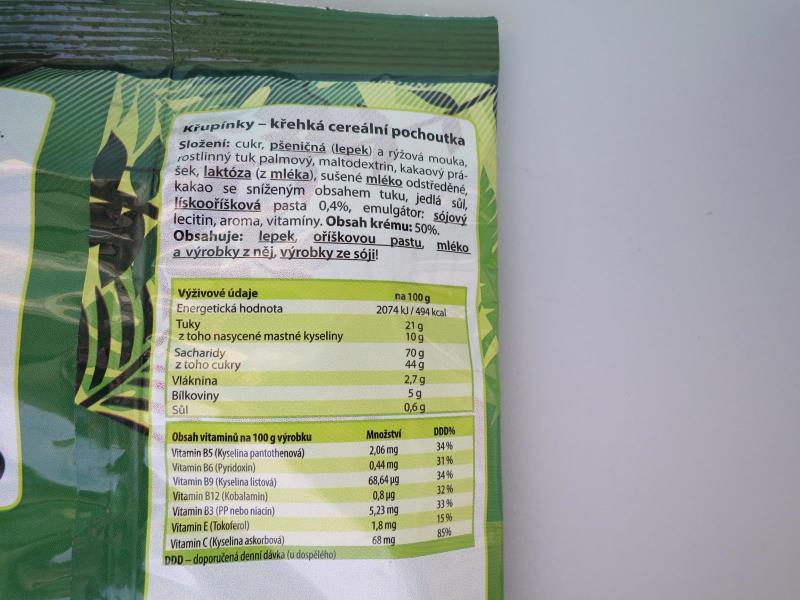 Křupínky – křehká cereální pochoutka
Složení: cukr, pšeničná (lepek) a rýžová mouka,
rostlinný tuk palmový, maltodextrin, kakaový prá-
šek, laktóza (z mléka), sušené mléko odstředěné,
kakao se sníženým obsahem tuku, jedlá sůl,
lískooříšková pasta 0,4%, emulgátor: sójový
lecitin, aroma, vitamíny. Obsah krému: 50%.
Obsahuje: lepek, oříškovou pastu, mléko
a výrobky z něj, výrobky ze sóji!
Výživové údaje na 100 g
Energetická hodnota 2074 kJ / 494 kcal
Tuky 21 g
z toho nasycené mastné kyseliny 10 g
Sacharidy 70 g
z toho cukry 44 g
Vláknina 2,7 g
Bílkoviny 5 g
Sůl 0,6 g
Obsah vitaminů na 100 g výrobku Množství DDD%
Vitamin B5 (Kyselina pantothenová) 2,06 mg 34 %
Vitamin B6 (Pyridoxin) 0,44 mg 31 %
Vitamin B9 (Kyselina listová) 68,64 µg 34 %
Vitamin B12 (Kobalamin) 0,8 µg 32 %
Vitamin B3 (PP nebo niacin) 5,23 mg 33 %
Vitamin E (Tokoferol) 1,8 mg 15 %
Vitamin C (Kyselina askorbová) 68 mg 85%
DDD – doporučená denní dávka (u dospělého)